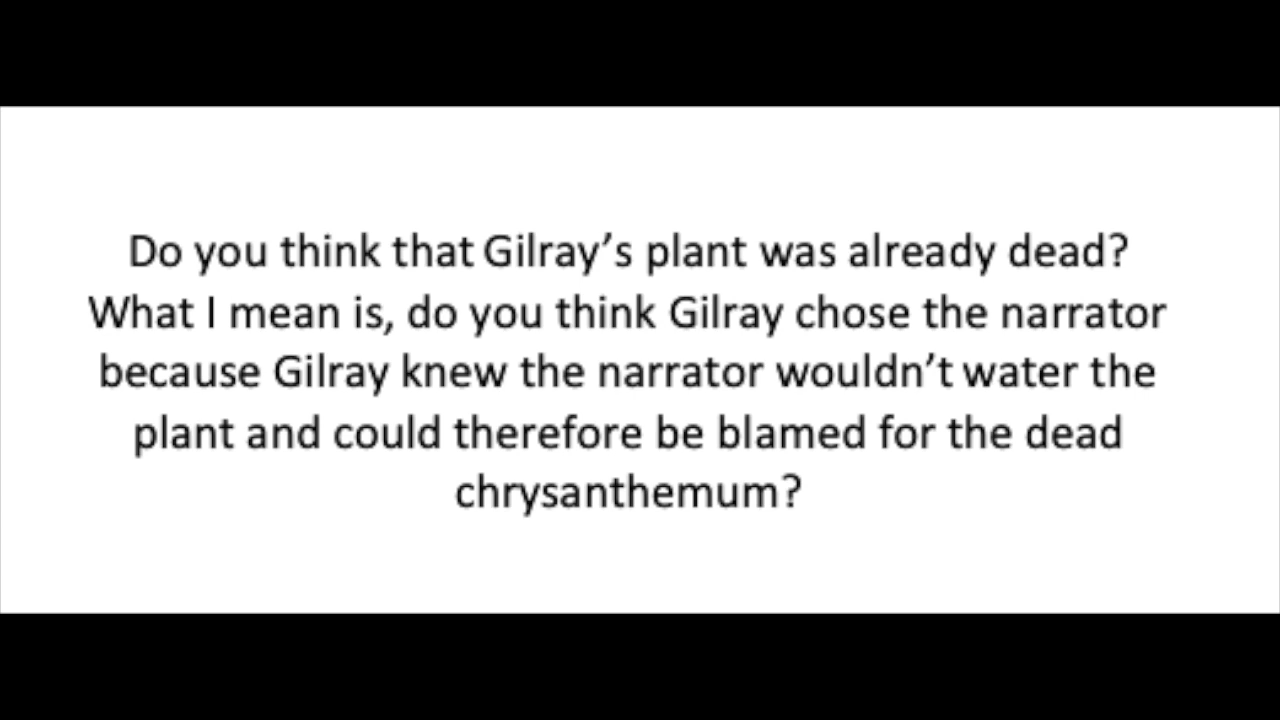 Do you think that Gilray’s plant was already dead?
What I mean is, do you think Gilray chose the narrator
because Gilray knew the narrator wouldn’t water the
plant and could therefore be blamed for the dead
chrysanthemum?